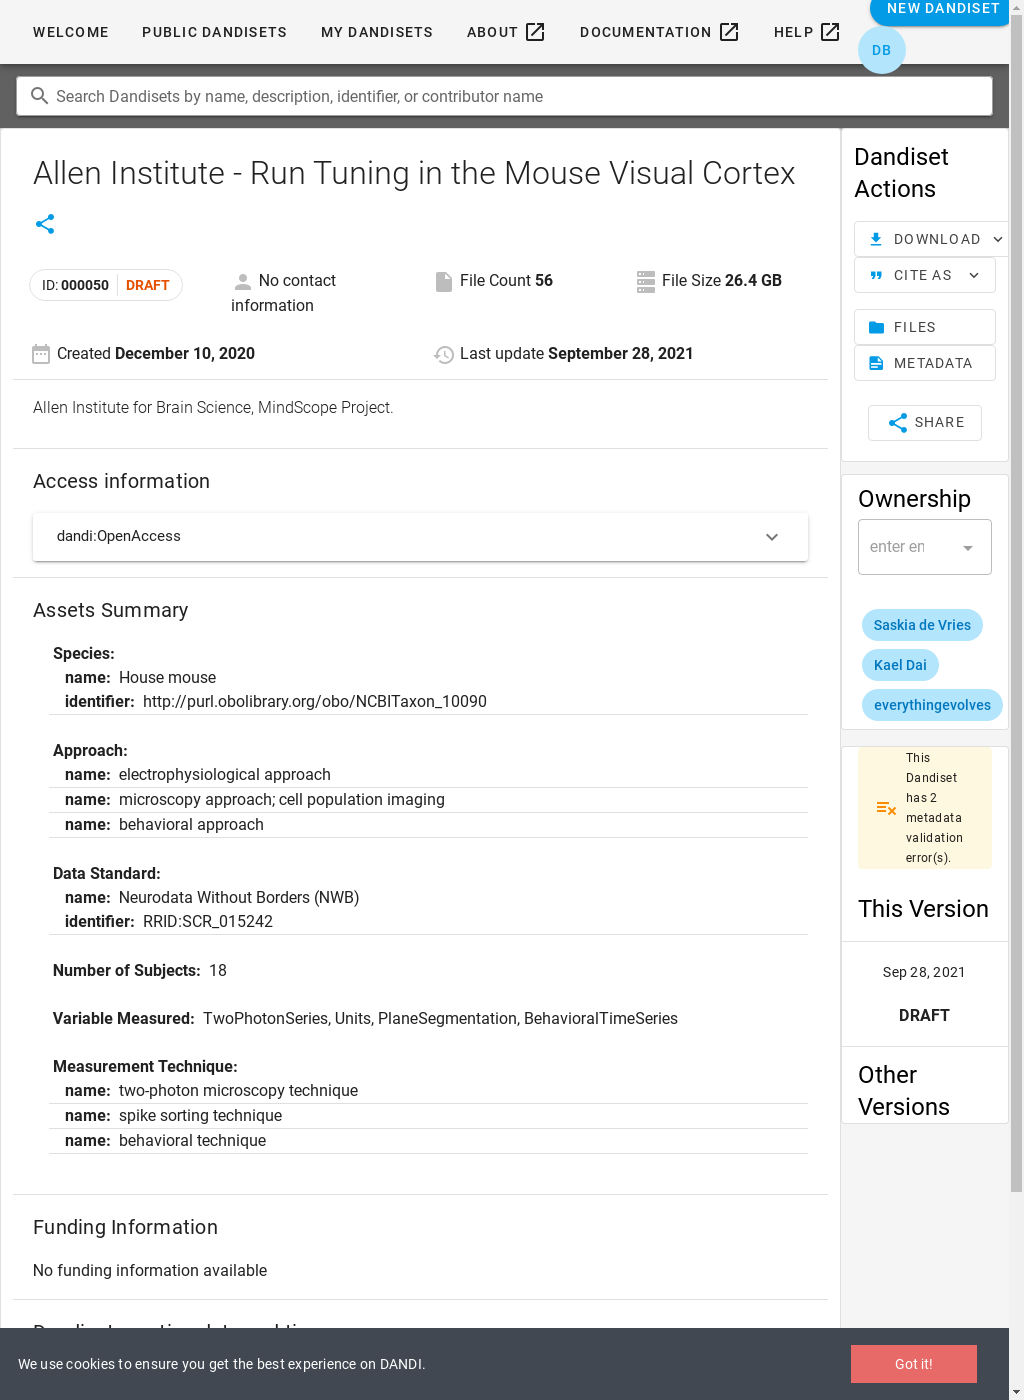 WELCOME PUBLIC DANDISETS MY DANDISETS ABOUT DOCUMENTATION HELP NEW DANDISET
DB
Search Dandisets by name, description, identifier, or contributor name
Allen Institute - Run Tuning in the Mouse Visual Cortex
ID: 000050 DRAFT
No contact information
File Count 56
File Size 26.4 GB
Created December 10, 2020
Last update September 28, 2021
Allen Institute for Brain Science, MindScope Project.
Access information
dandi:OpenAccess
Assets Summary
Species:
name: House mouse
identifier: http://purl.obolibrary.org/obo/NCBITaxon_10090
Approach:
name: electrophysiological approach
name: microscopy approach; cell population imaging
name: behavioral approach
Data Standard:
name: Neurodata Without Borders (NWB)
identifier: RRID:SCR_015242
Number of Subjects: 18
Variable Measured: TwoPhotonSeries, Units, PlaneSegmentation, BehavioralTimeSeries
Measurement Technique:
name: two-photon microscopy technique
name: spike sorting technique
name: behavioral technique
Funding Information
No funding information available
Dandiset Actions
DOWNLOAD
CITE AS
FILES
METADATA
SHARE
Ownership
enter en
Saskia de Vries
Kael Dai
everythingevolves
This
Dandiset
has 2
metadata
validation
error(s).
This Version
Sep 28, 2021
DRAFT
Other
Versions
We use cookies to ensure you get the best experience on DANDI.
Got it!